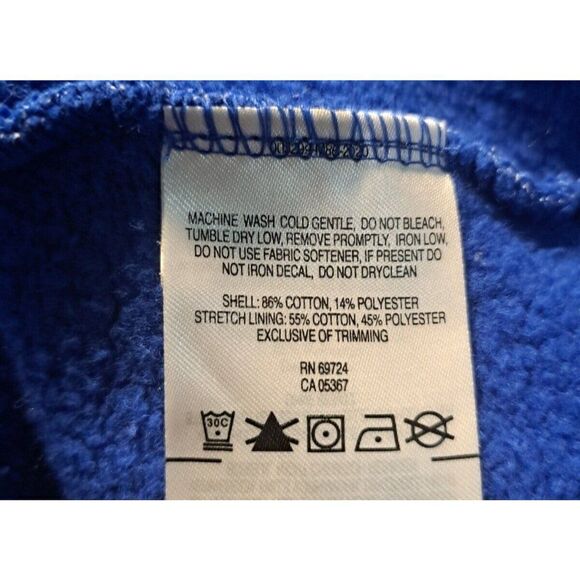 MACHINE WASH COLD GENTLE, DO NOT BLEACH,
TUMBLE DRY LOW, REMOVE PROMPTLY, IRON LOW,
DO NOT USE FABRIC SOFTENER, IF PRESENT DO
NOT IRON DECAL, DO NOT DRYCLEAN
SHELL: 86% COTTON, 14% POLYESTER
STRETCH LINING: 55% COTTON, 45% POLYESTER
EXCLUSIVE OF TRIMMING
RN 69724
CA 05367
30C